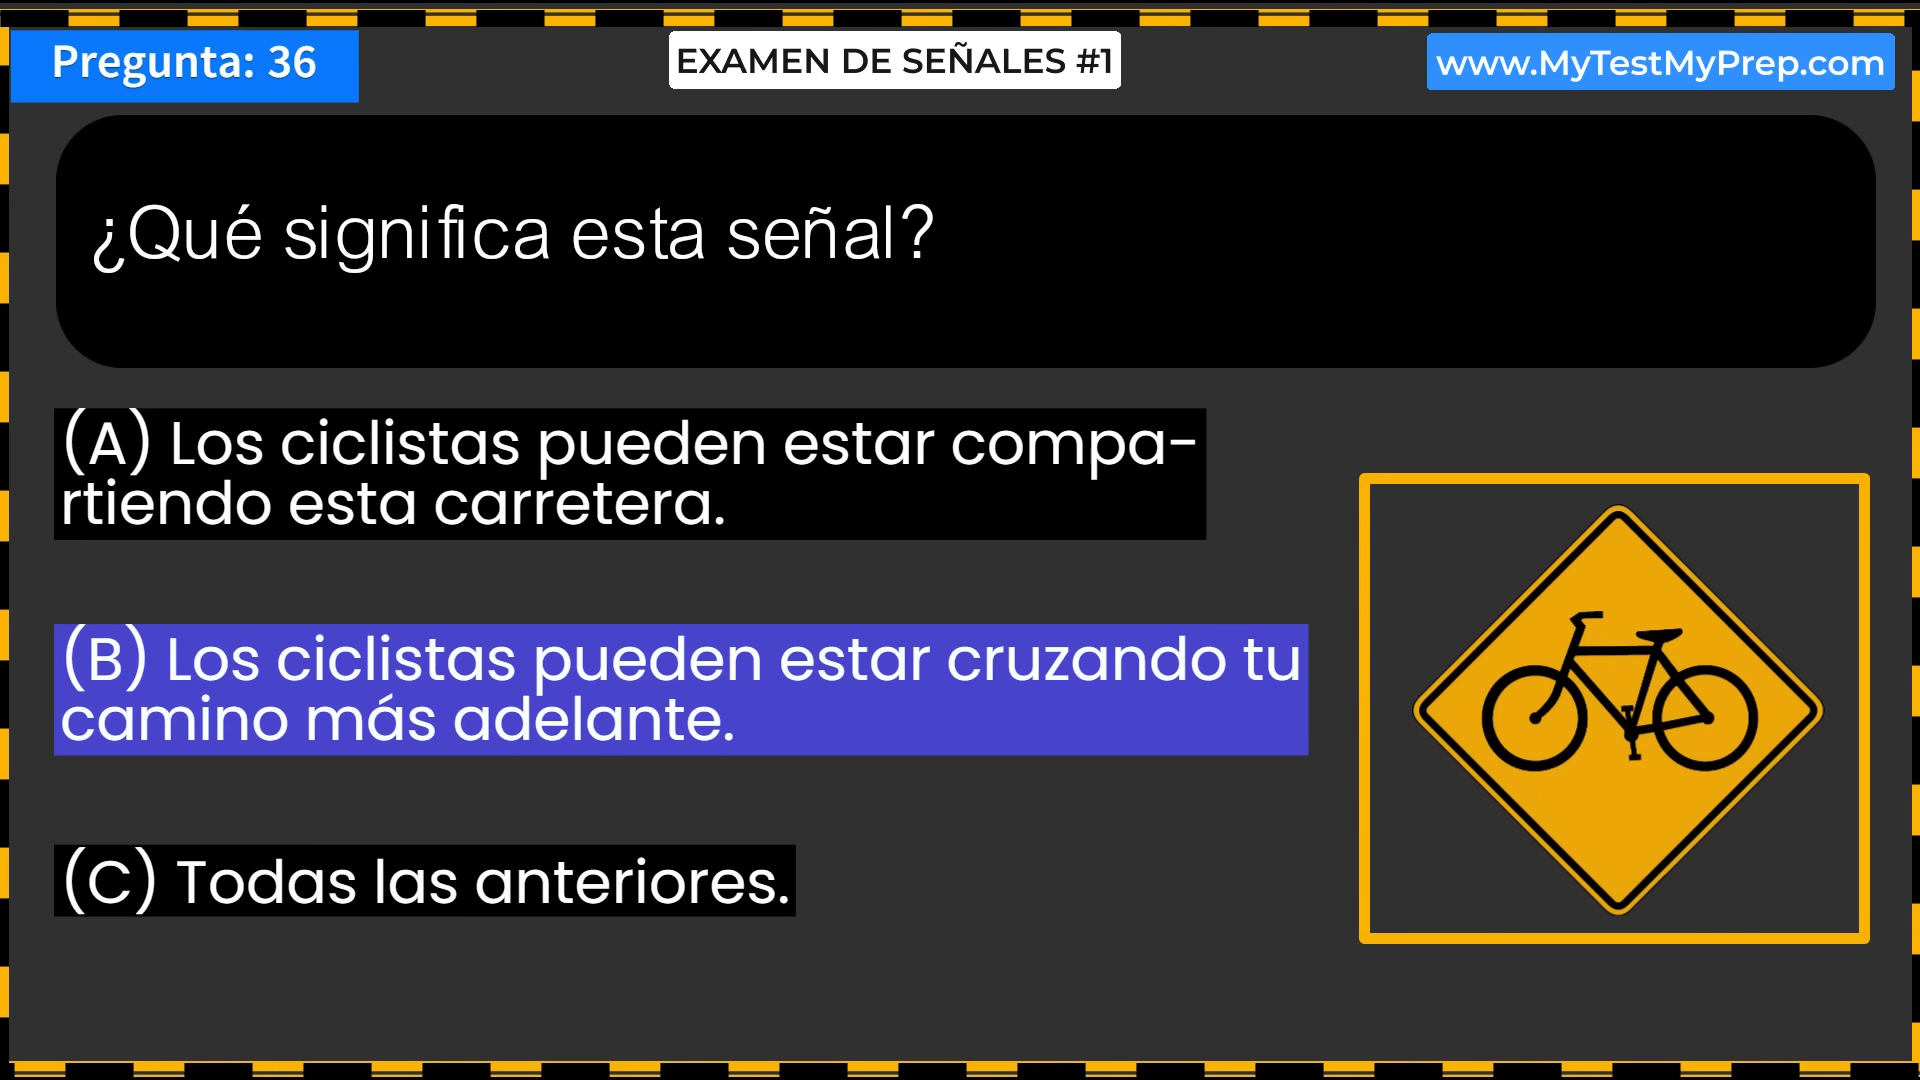 Pregunta: 36
EXAMEN DE SEÑALES #1
www.MyTestMyPrep.com
¿Qué significa esta señal?
(A) Los ciclistas pueden estar compa-
rtiendo esta carretera.
(B) Los ciclistas pueden estar cruzando tu
camino más adelante.
(C) Todas las anteriores.